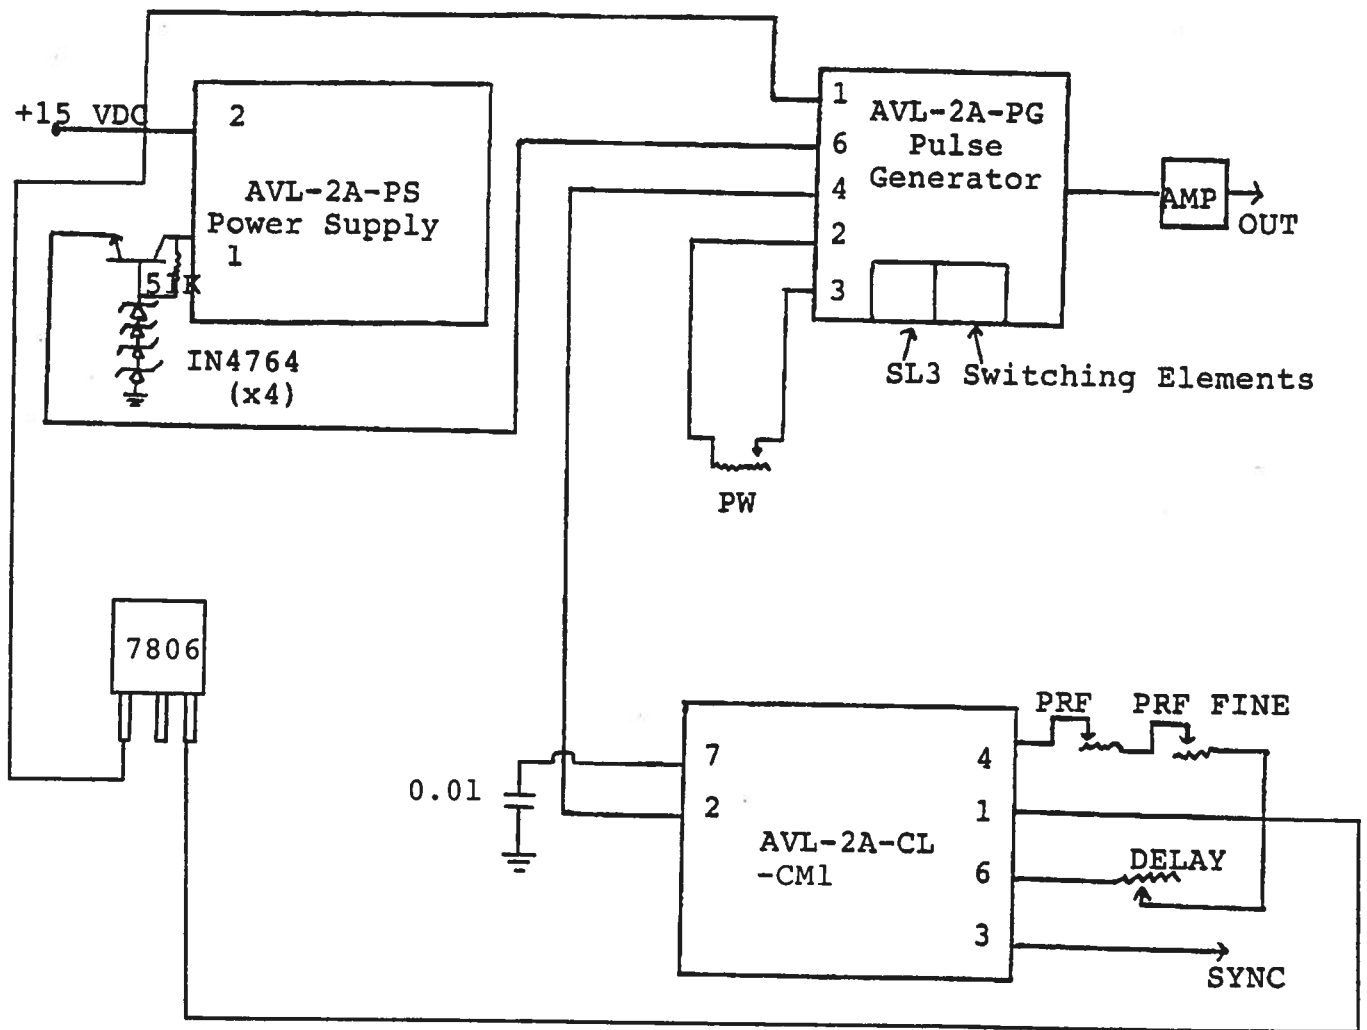 +15 VDC
2
AVL-2A-PS
Power Supply
1
51K
IN4764
(x4)
1
6
4
2
3
AVL-2A-PG
Pulse
Generator
AMP
OUT
SL3 Switching Elements
PW
7806
0.01
7
2
AVL-2A-CL
-CM1
4
1
6
3
PRF
PRF FINE
DELAY
SYNC